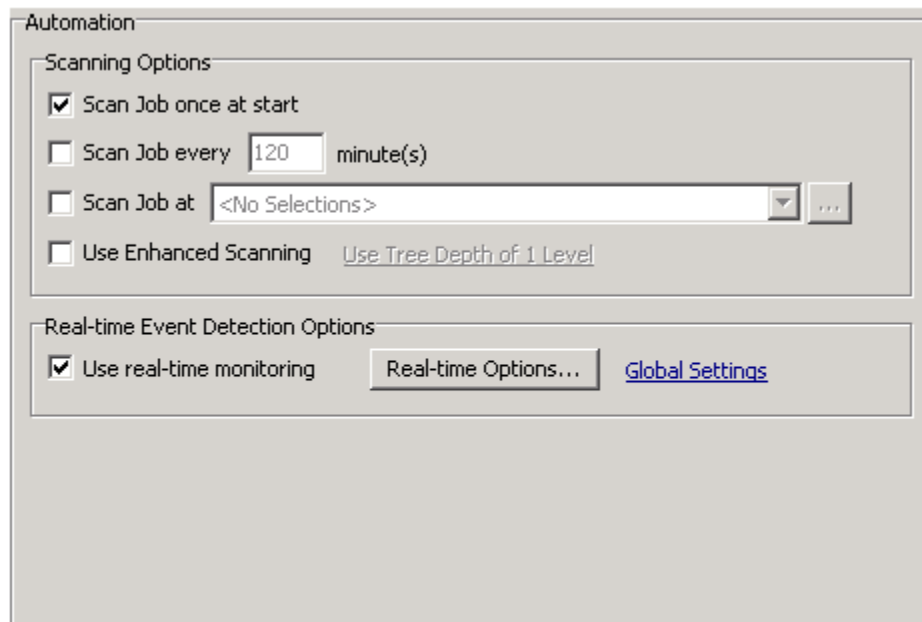 Automation
Scanning Options
Scan Job once at start
Scan Job every 120 minute(s)
Scan Job at <No Selections> ...
Use Enhanced Scanning Use Tree Depth of 1 Level
Real-time Event Detection Options
Use real-time monitoring Real-time Options... Global Settings